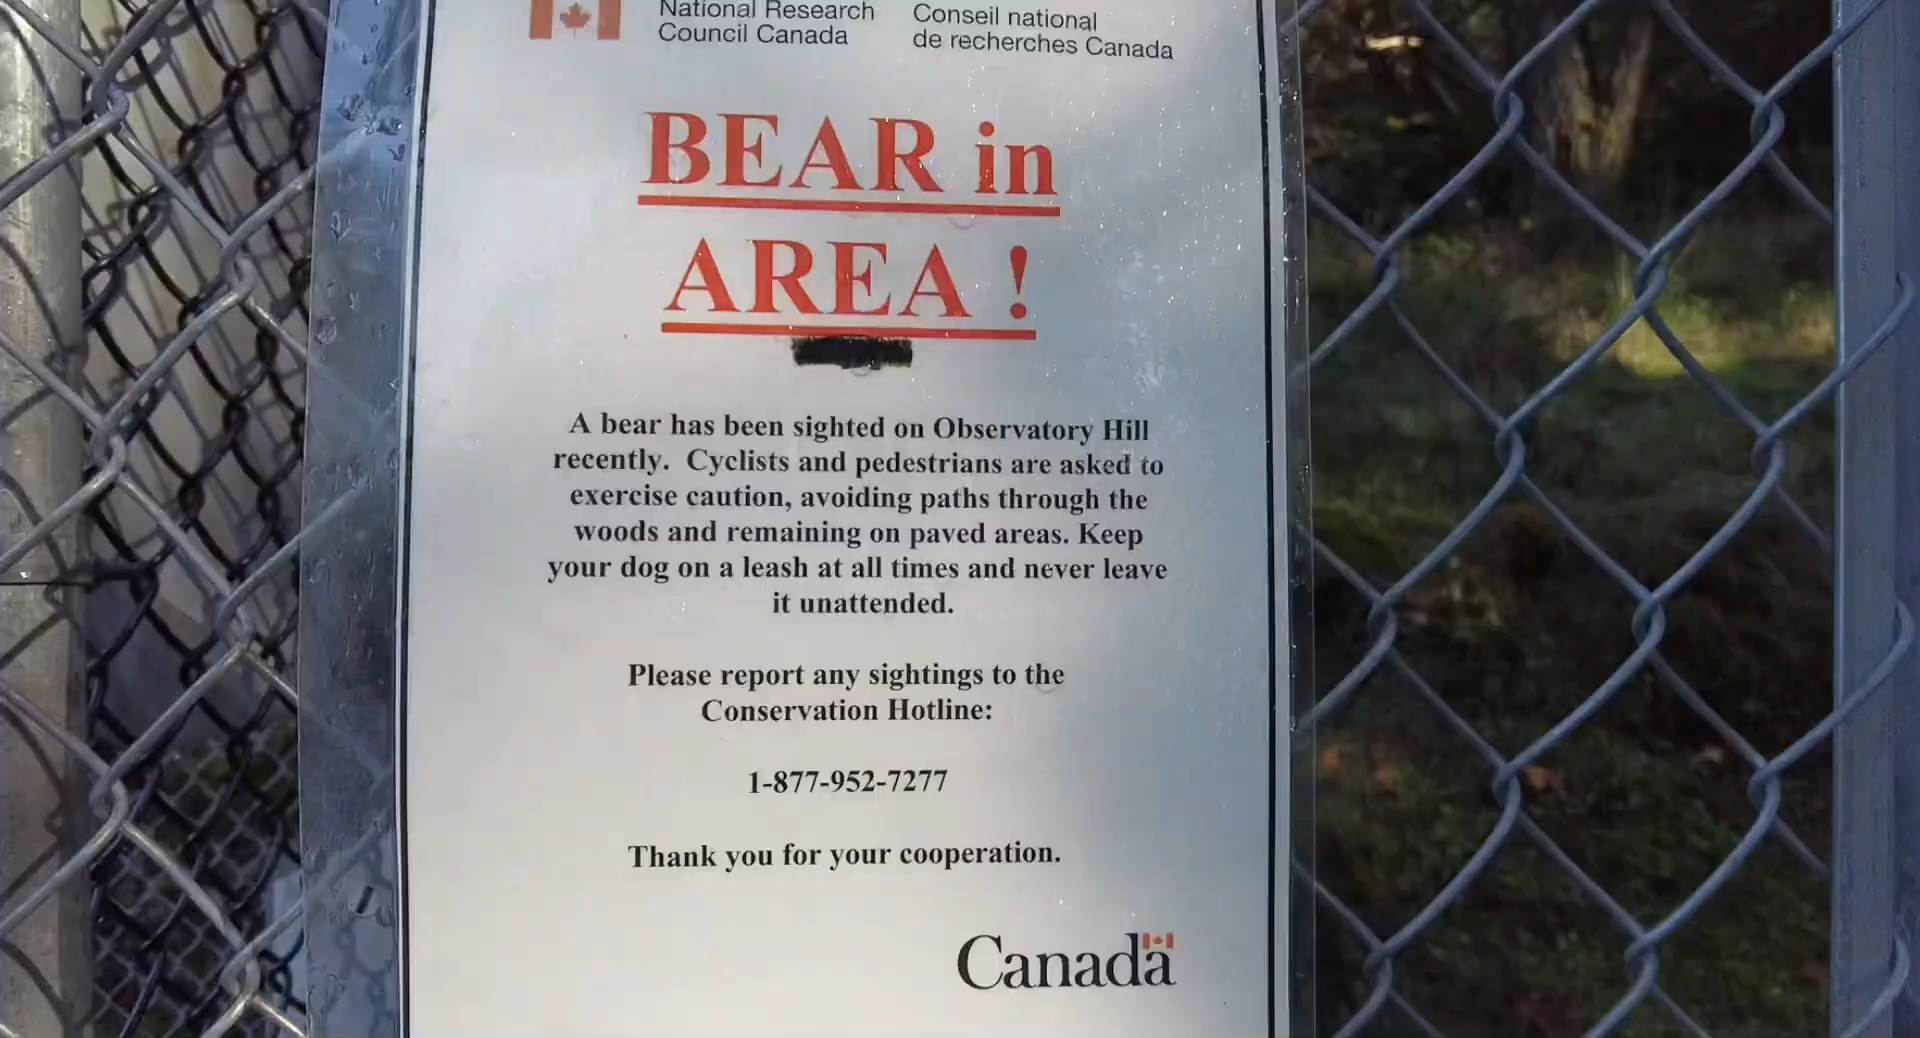 National Research
Council Canada
Conseil national
de recherches Canada
BEAR in
AREA !
A bear has been sighted on Observatory Hill
recently. Cyclists and pedestrians are asked to
exercise caution, avoiding paths through the
woods and remaining on paved areas. Keep
your dog on a leash at all times and never leave
it unattended.
Please report any sightings to the
Conservation Hotline:
1-877-952-7277
Thank you for your cooperation.
Canada